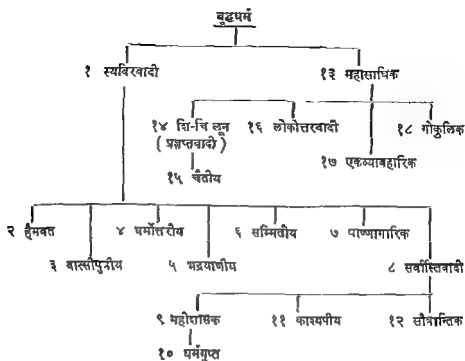 बुद्धधर्म
१ स्थविरवादी १३ महासांधिक
१४ शि-चि लून १६ लोकोत्तरवादी १८ गोकुलिक
( प्रज्ञप्तवादी ) १७ एकव्यावहारिक
१५ चैतीय
२ हैमवत ४ धर्मोत्तरीय ६ सम्मितीय ७ षाण्णागारिक
३ वात्सीपुत्रीय ५ भद्रयाणीय ८ सर्वास्तिवादी
९ महीशासक ११ काश्यपीय १२ सौत्रान्तिक
१० धर्मगुप्त